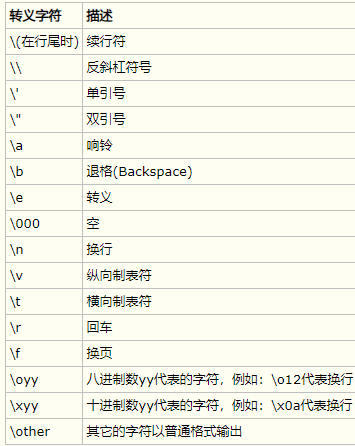 转义字符 描述
\(在行尾时) 续行符
\\ 反斜杠符号
\' 单引号
\" 双引号
\a 响铃
\b 退格(Backspace)
\e 转义
\000 空
\n 换行
\v 纵向制表符
\t 横向制表符
\r 回车
\f 换页
\oyy 八进制数yy代表的字符，例如：\o12代表换行
\xyy 十进制数yy代表的字符，例如：\x0a代表换行
\other 其它的字符以普通格式输出